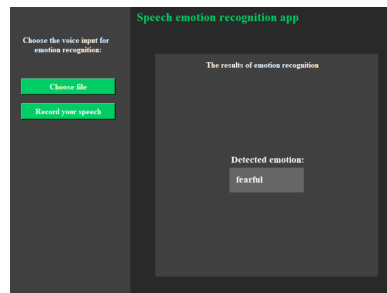 Speech emotion recognition app
Choose the voice input for
emotion recognition:
Choose file
Record your speech
The results of emotion recognition
Detected emotion:
fearful